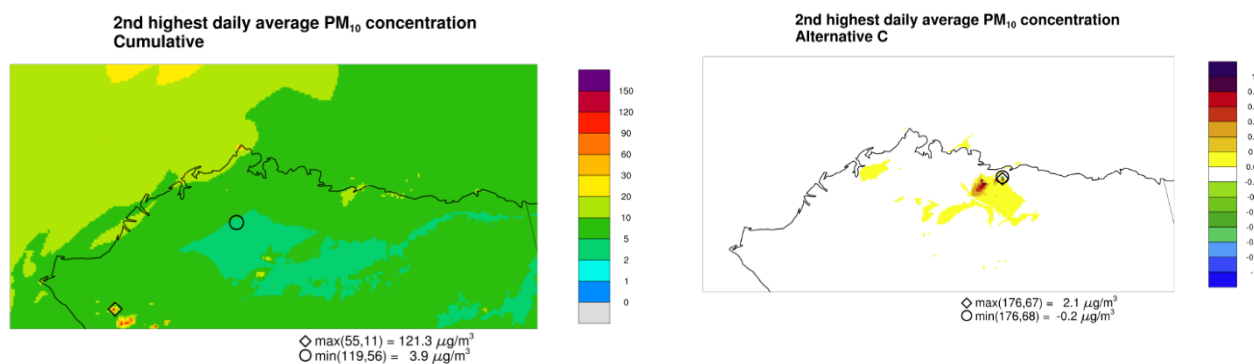 2nd highest daily average PM₁₀ concentration
Cumulative
150
120
90
60
30
20
10
5
2
1
0
max(55,11) = 121.3 µg/m³
min(119,56) = 3.9 µg/m³
2nd highest daily average PM₁₀ concentration
Alternative C
max(176,67) = 2.1 µg/m³
min(176,68) = -0.2 µg/m³